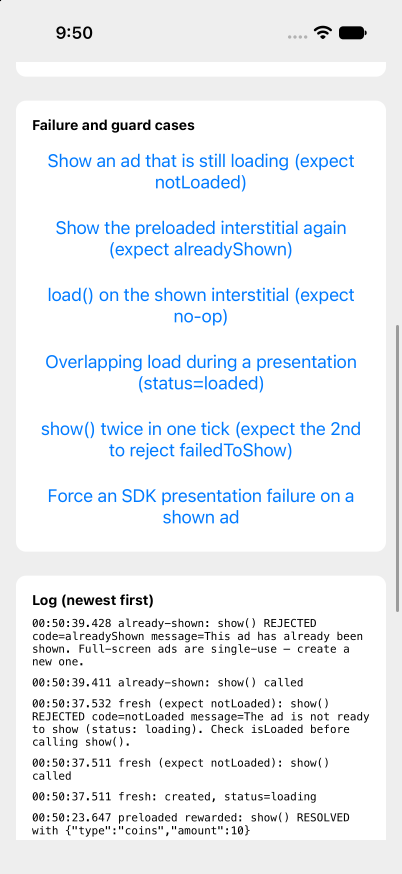 9:50
Failure and guard cases
Show an ad that is still loading (expect
notLoaded)
Show the preloaded interstitial again
(expect alreadyShown)
load() on the shown interstitial (expect
no-op)
Overlapping load during a presentation
(status=loaded)
show() twice in one tick (expect the 2nd
to reject failedToShow)
Force an SDK presentation failure on a
shown ad
Log (newest first)
00:50:39.428 already-shown: show() REJECTED
code=alreadyShown message=This ad has already been
shown. Full-screen ads are single-use — create a
new one.
00:50:39.411 already-shown: show() called
00:50:37.532 fresh (expect notLoaded): show()
REJECTED code=notLoaded message=The ad is not ready
to show (status: loading). Check isLoaded before
calling show().
00:50:37.511 fresh (expect notLoaded): show()
called
00:50:37.511 fresh: created, status=loading
00:50:23.647 preloaded rewarded: show() RESOLVED
with {"type":"coins","amount":10}